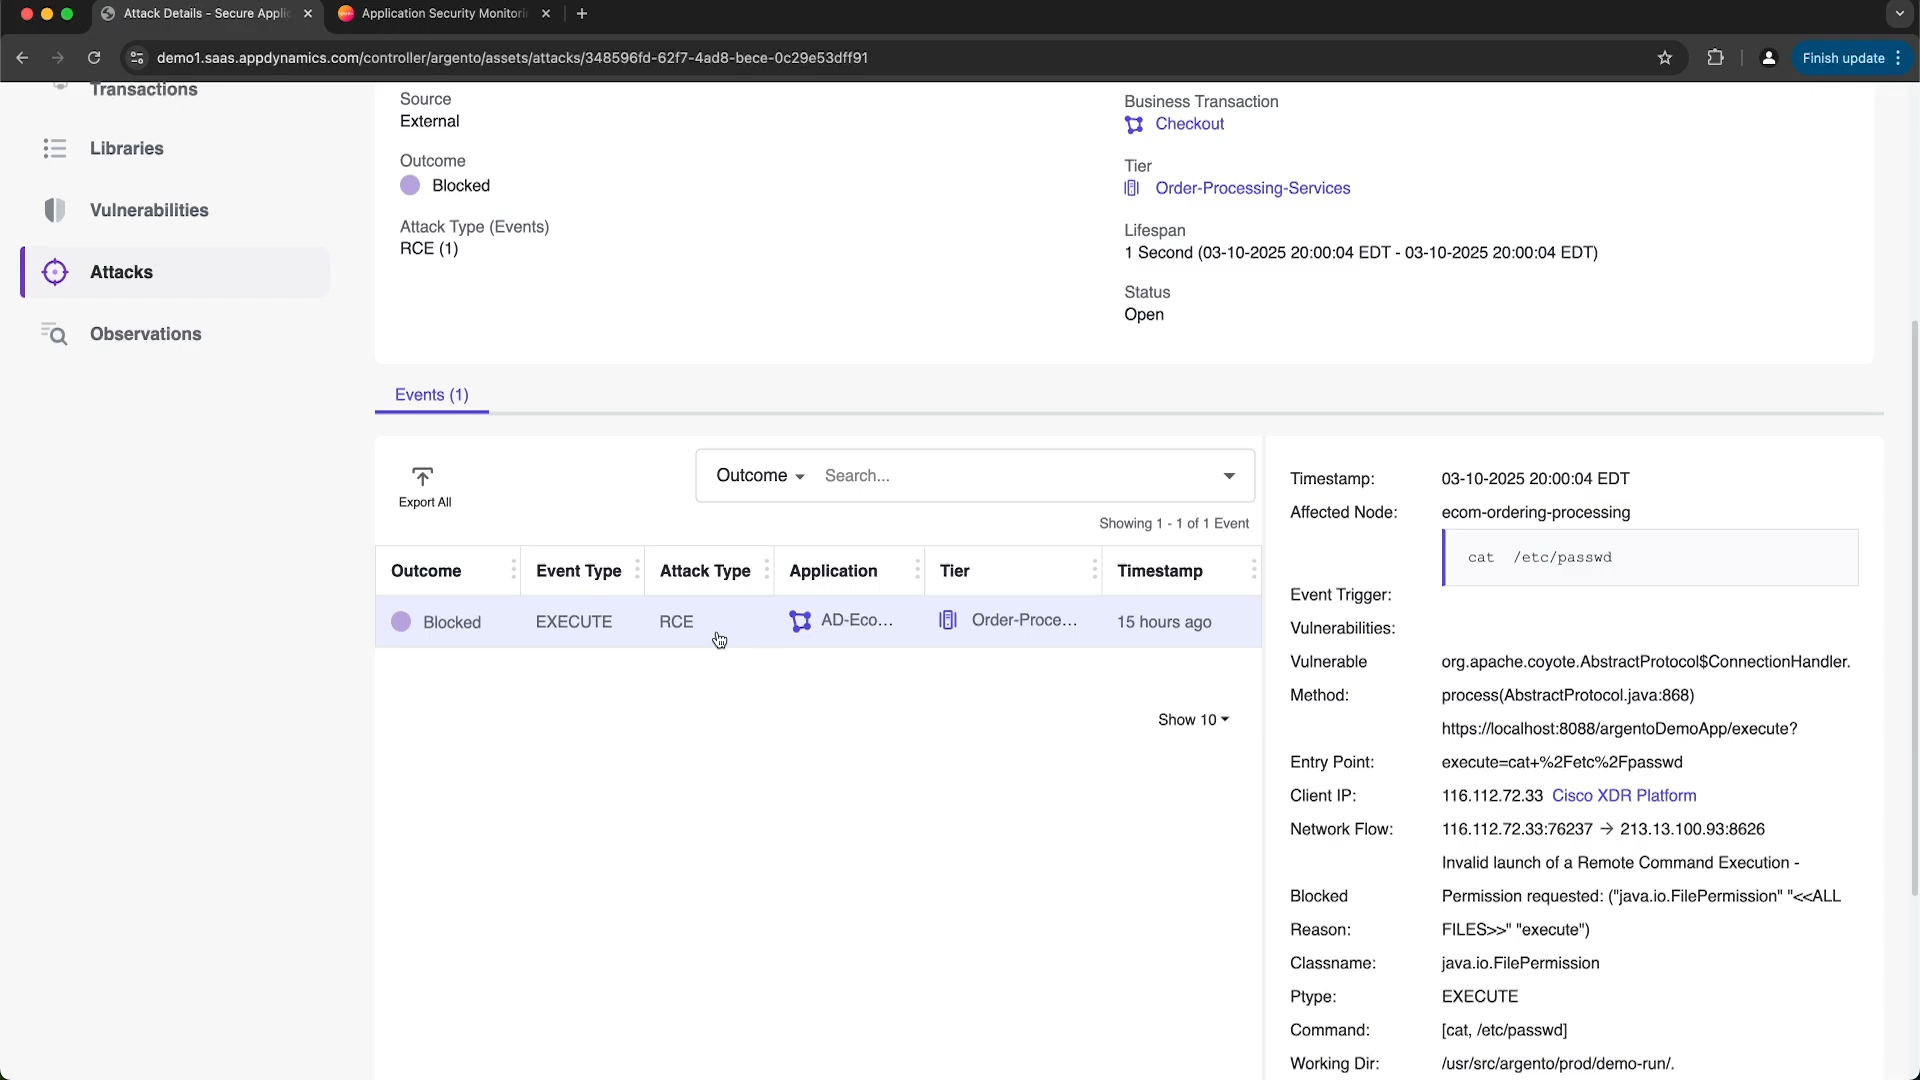 Attack Details - Secure Applic
Application Security Monitorin
demo1.saas.appdynamics.com/controller/argento/assets/attacks/348596fd-62f7-4ad8-bece-0c29e53dff91
Finish update
Transactions
Libraries
Vulnerabilities
Attacks
Observations
Source
External
Outcome
Blocked
Attack Type (Events)
RCE (1)
Business Transaction
Checkout
Tier
Order-Processing-Services
Lifespan
1 Second (03-10-2025 20:00:04 EDT - 03-10-2025 20:00:04 EDT)
Status
Open
Events (1)
Export All
Outcome Search...
Showing 1 - 1 of 1 Event
Outcome Event Type Attack Type Application Tier Timestamp
Blocked EXECUTE RCE AD-Eco... Order-Proce... 15 hours ago
Show 10
Timestamp: 03-10-2025 20:00:04 EDT
Affected Node: ecom-ordering-processing
cat /etc/passwd
Event Trigger:
Vulnerabilities:
Vulnerable org.apache.coyote.AbstractProtocol$ConnectionHandler.
Method: process(AbstractProtocol.java:868)
https://localhost:8088/argentoDemoApp/execute?
Entry Point: execute=cat+%2Fetc%2Fpasswd
Client IP: 116.112.72.33 Cisco XDR Platform
Network Flow: 116.112.72.33:76237 → 213.13.100.93:8626
Invalid launch of a Remote Command Execution -
Blocked Permission requested: ("java.io.FilePermission" "<<ALL
Reason: FILES>>" "execute")
Classname: java.io.FilePermission
Ptype: EXECUTE
Command: [cat, /etc/passwd]
Working Dir: /usr/src/argento/prod/demo-run/.